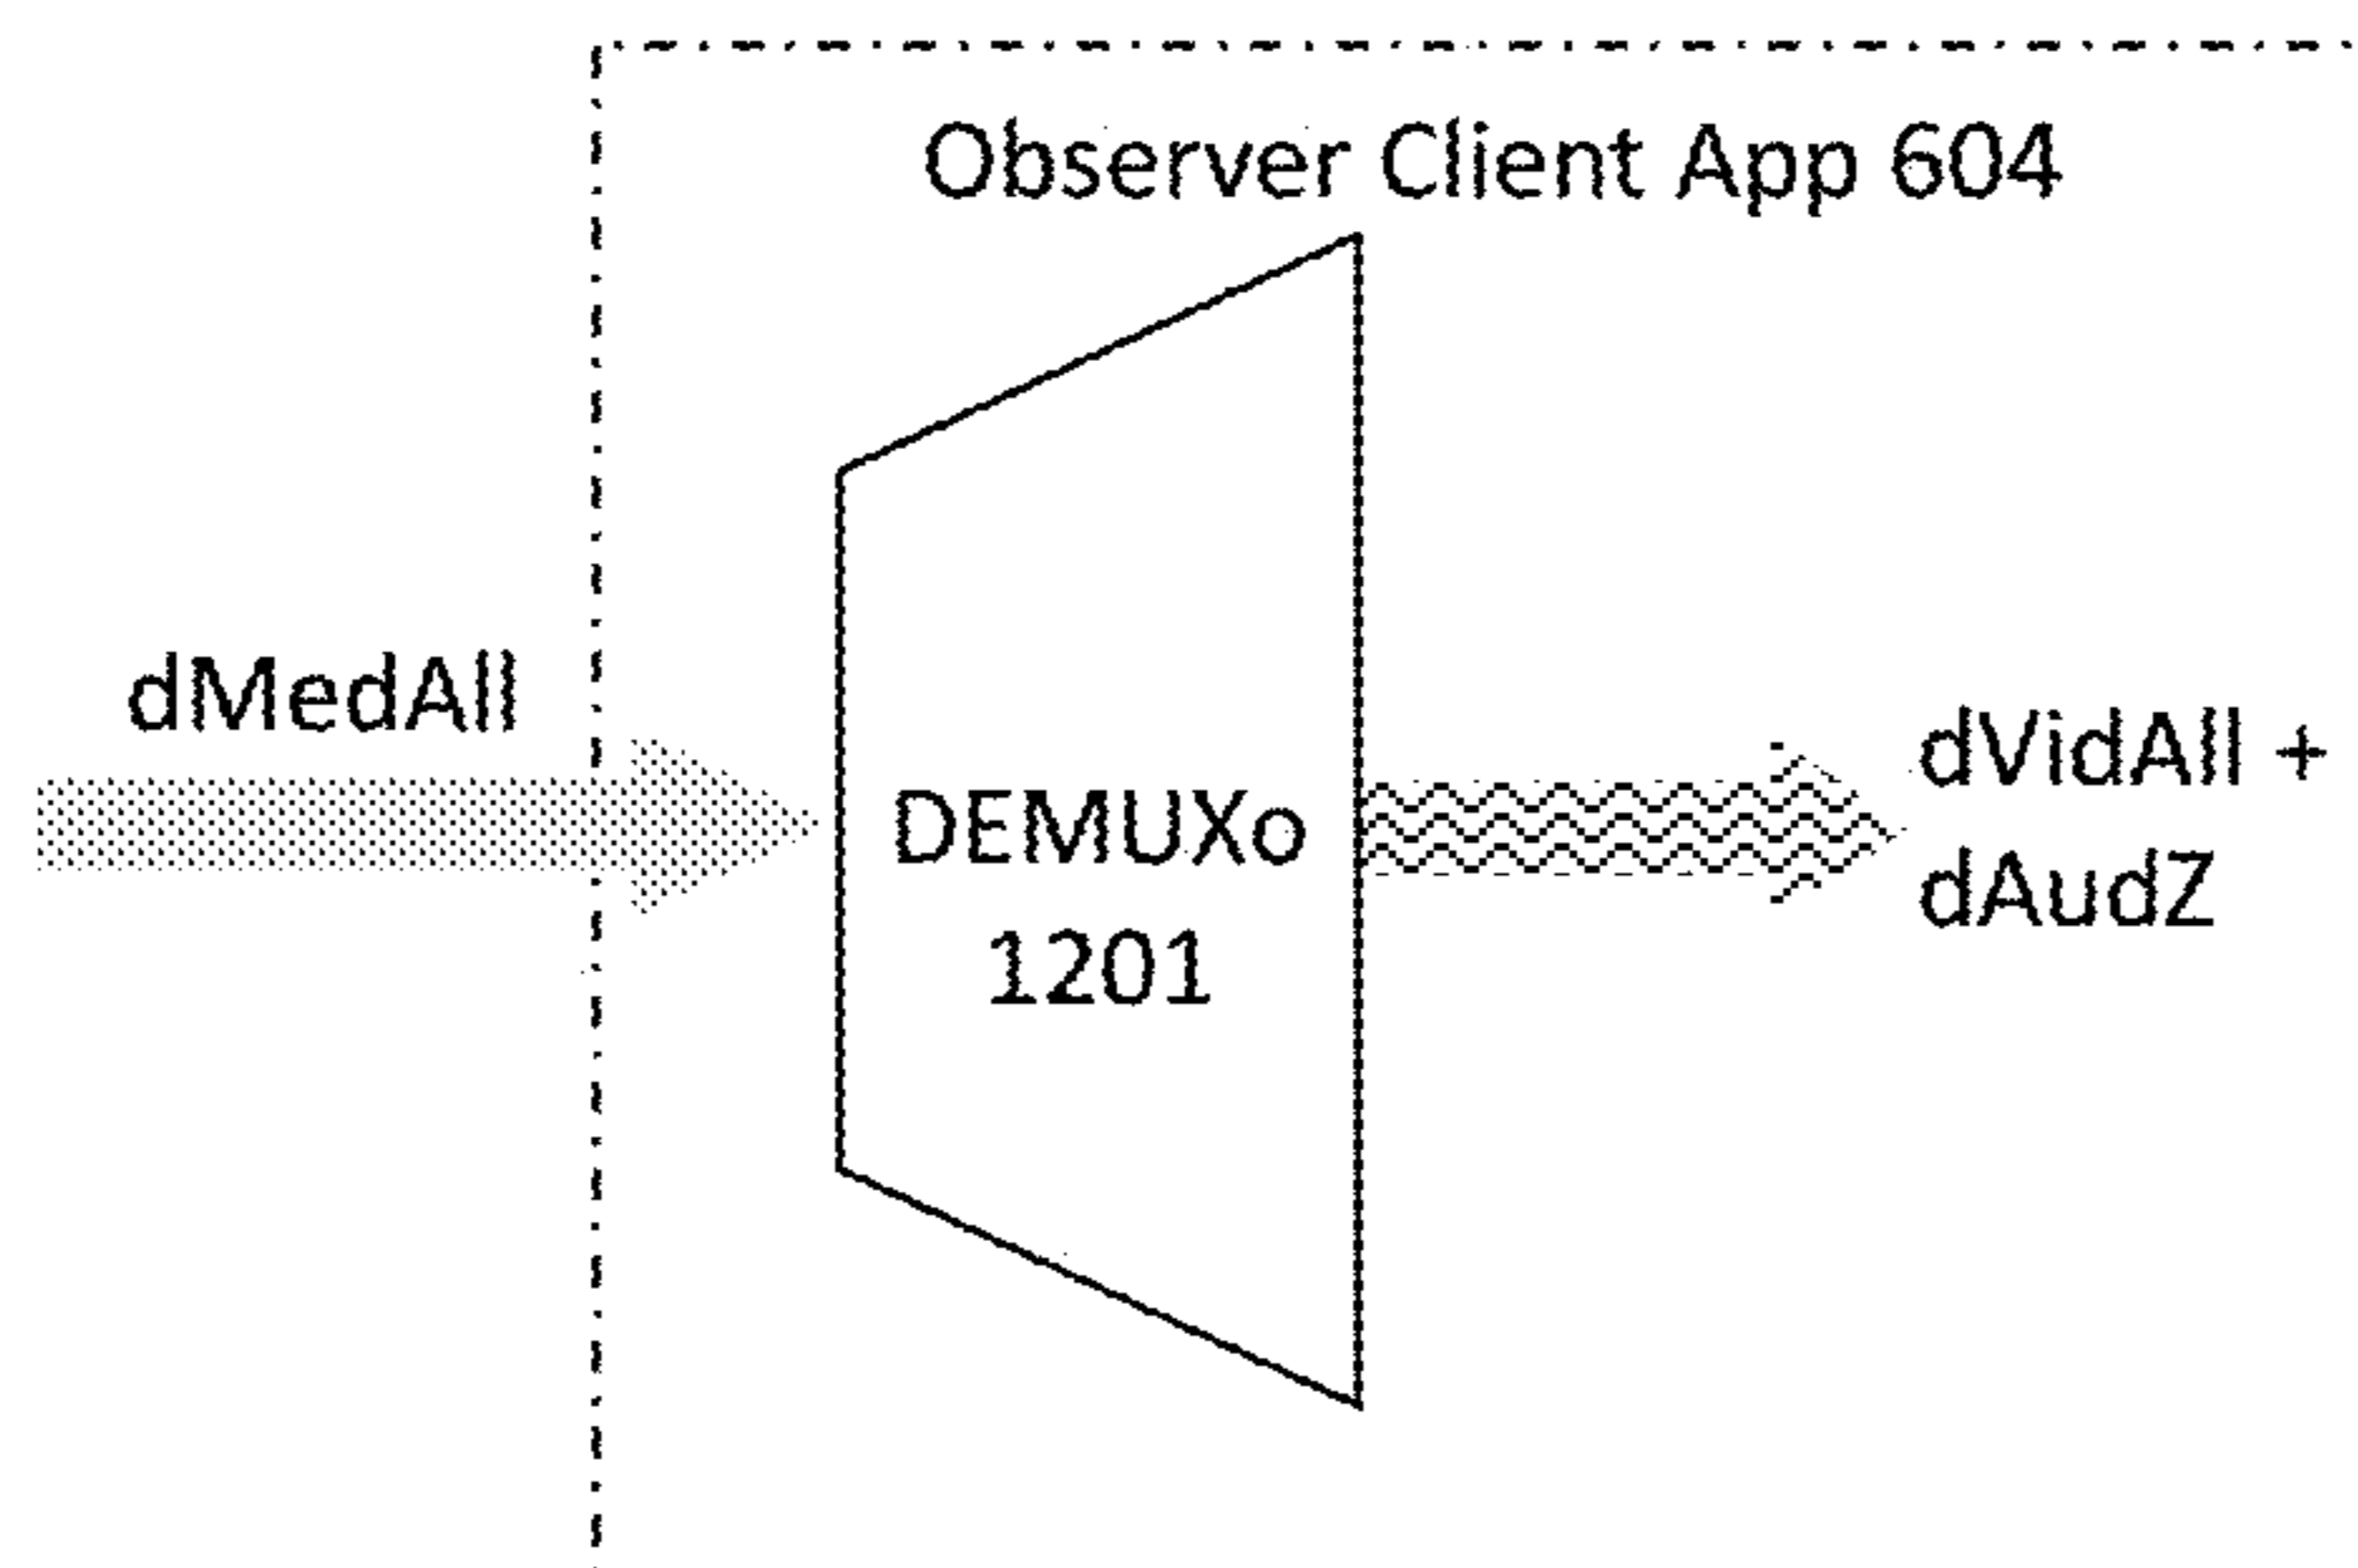 Observer Client App 604
dMedAll
DEMUXo
1201
dVidAll +
dAudZ